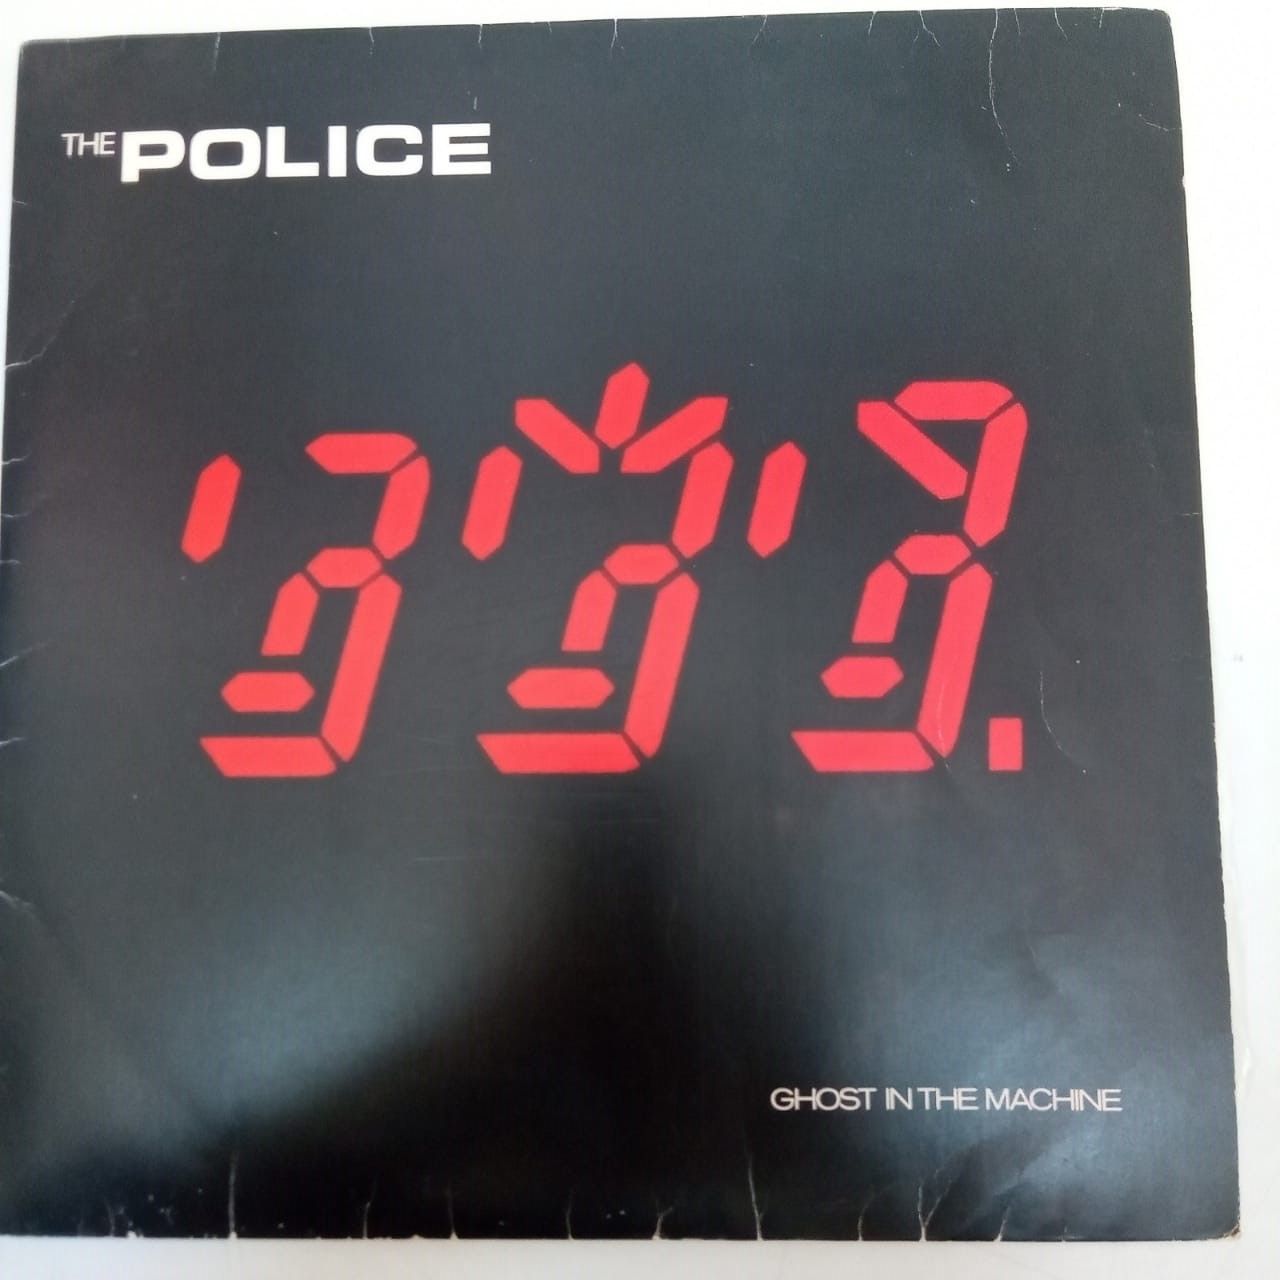 THE POLICE
GHOST IN THE MACHINE